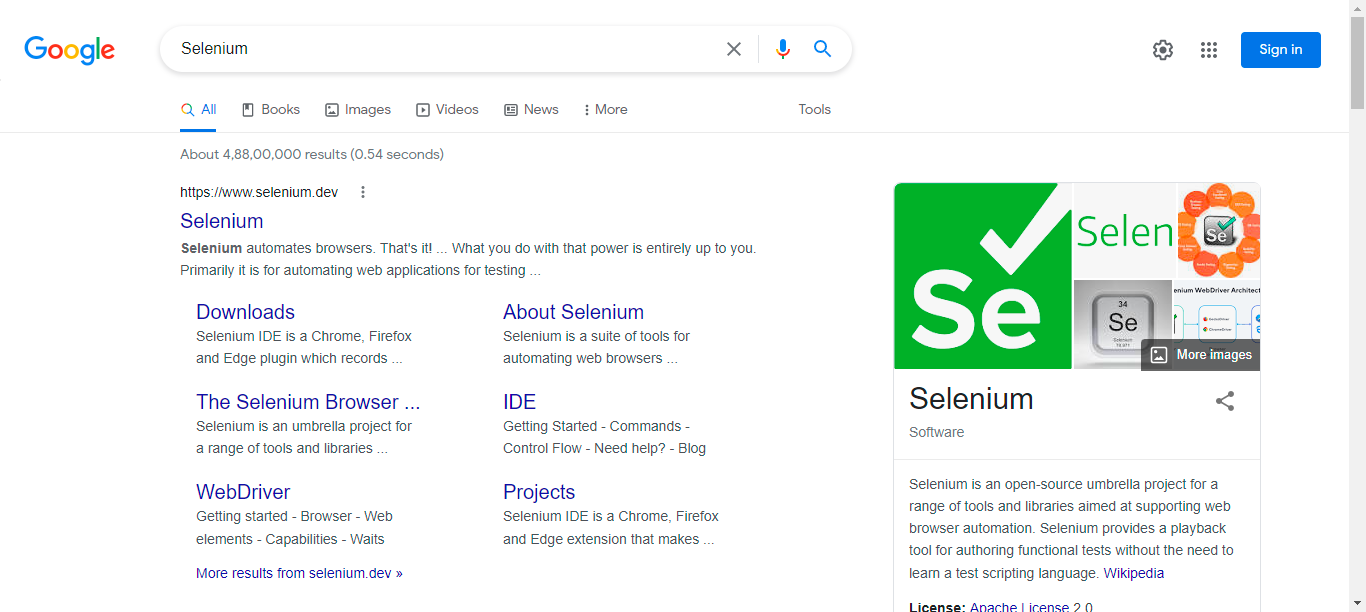 Google
Selenium
Sign in
All
Books
Images
Videos
News
More
Tools
About 4,88,00,000 results (0.54 seconds)
https://www.selenium.dev
Selenium
Selenium automates browsers. That's it! ... What you do with that power is entirely up to you.
Primarily it is for automating web applications for testing ...
Downloads
Selenium IDE is a Chrome, Firefox
and Edge plugin which records ...
About Selenium
Selenium is a suite of tools for
automating web browsers ...
The Selenium Browser ...
Selenium is an umbrella project for
a range of tools and libraries ...
IDE
Getting Started - Commands -
Control Flow - Need help? - Blog
WebDriver
Getting started - Browser - Web
elements - Capabilities - Waits
Projects
Selenium IDE is a Chrome, Firefox
and Edge extension that makes ...
More results from selenium.dev »
Se
Selen
Se
34
Se
Selenium
78.971
enium WebDriver Architect
More images
Selenium
Software
Selenium is an open-source umbrella project for a
range of tools and libraries aimed at supporting web
browser automation. Selenium provides a playback
tool for authoring functional tests without the need to
learn a test scripting language. Wikipedia
License: Apache License 2.0